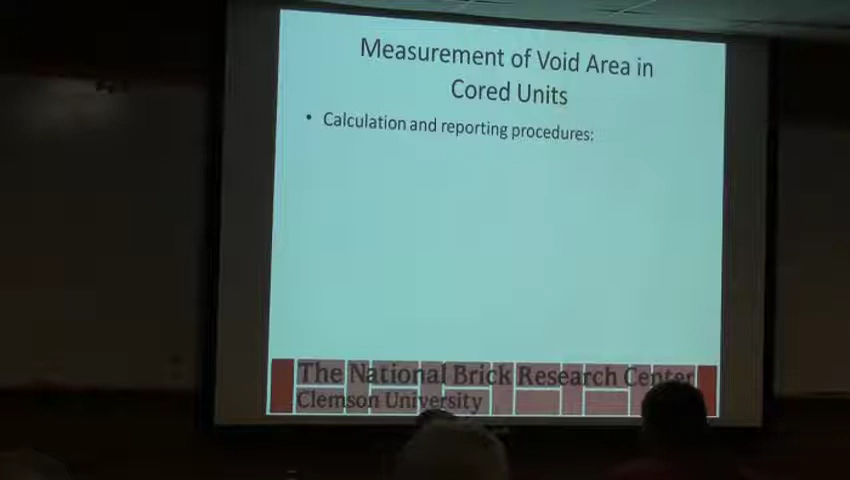 Measurement of Void Area in
Cored Units
• Calculation and reporting procedures:
The National Brick Research Center
Clemson University